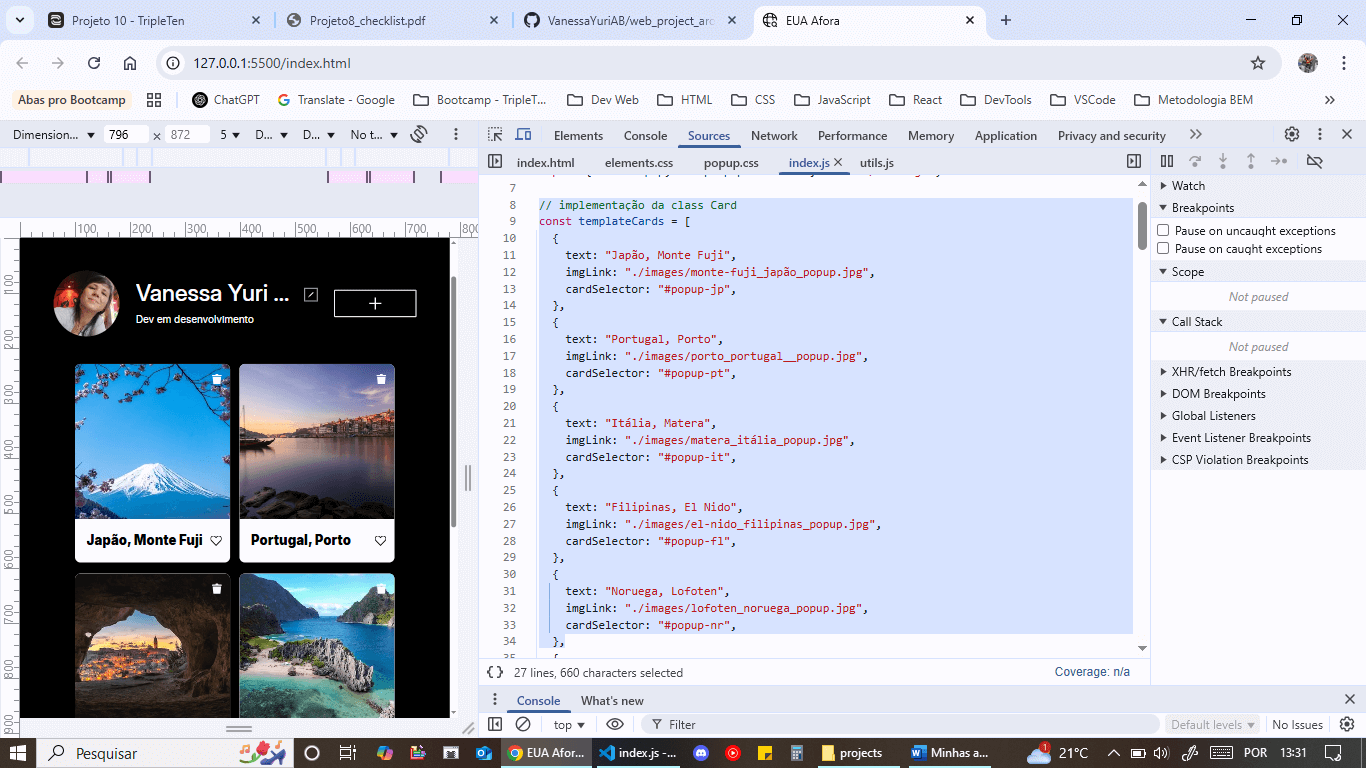 Projeto 10 - TripleTen
Projeto8_checklist.pdf
VanessaYuriAB/web_project_arc
EUA Afora
127.0.0.1:5500/index.html
Abas pro Bootcamp
ChatGPT
Translate - Google
Bootcamp - TripleT...
Dev Web
HTML
CSS
JavaScript
React
DevTools
VSCode
Metodologia BEM
Dimension...
796
×
872
5
D...
D...
No t...
Elements
Console
Sources
Network
Performance
Memory
Application
Privacy and security
index.html
elements.css
popup.css
index.js
utils.js
100
200
300
400
500
600
700
800
100
200
300
400
500
600
700
800
900
Vanessa Yuri ...
Dev em desenvolvimento
Japão, Monte Fuji
Portugal, Porto
7
8 // implementação da class Card
9 const templateCards = [
10 {
11 text: "Japão, Monte Fuji",
12 imgLink: "./images/monte-fuji_japão_popup.jpg",
13 cardSelector: "#popup-jp",
14 },
15 {
16 text: "Portugal, Porto",
17 imgLink: "./images/porto_portugal__popup.jpg",
18 cardSelector: "#popup-pt",
19 },
20 {
21 text: "Itália, Matera",
22 imgLink: "./images/matera_itália_popup.jpg",
23 cardSelector: "#popup-it",
24 },
25 {
26 text: "Filipinas, El Nido",
27 imgLink: "./images/el-nido_filipinas_popup.jpg",
28 cardSelector: "#popup-fl",
29 },
30 {
31 text: "Noruega, Lofoten",
32 imgLink: "./images/lofoten_noruega_popup.jpg",
33 cardSelector: "#popup-nr",
34 },
35 {
27 lines, 660 characters selected
Coverage: n/a
Watch
Breakpoints
Pause on uncaught exceptions
Pause on caught exceptions
Scope
Not paused
Call Stack
Not paused
XHR/fetch Breakpoints
DOM Breakpoints
Global Listeners
Event Listener Breakpoints
CSP Violation Breakpoints
Console
What's new
top
Filter
Default levels
No Issues
Pesquisar
EUA Afor...
index.js -...
projects
Minhas a...
1
21°C
POR
13:31